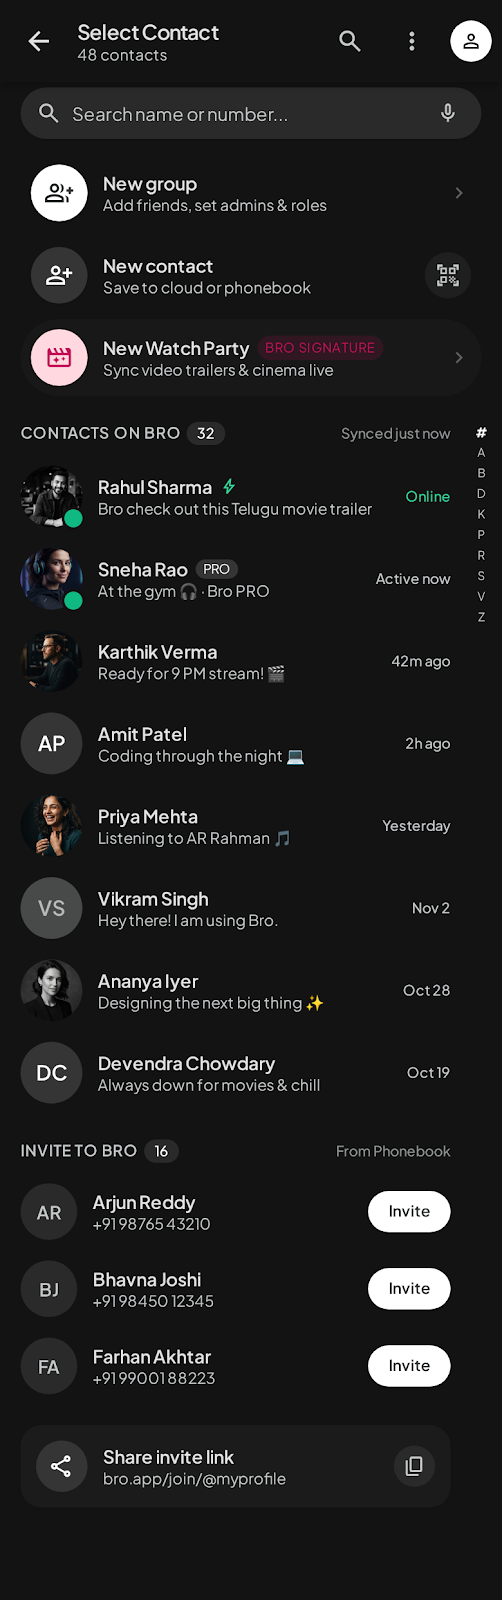 Select Contact
48 contacts
Search name or number...
New group
Add friends, set admins & roles
New contact
Save to cloud or phonebook
New Watch Party BRO SIGNATURE
Sync video trailers & cinema live
CONTACTS ON BRO 32 Synced just now
#
A
B
D
K
P
R
S
V
Z
Rahul Sharma
Bro check out this Telugu movie trailer
Online
Sneha Rao PRO
At the gym 🎧 · Bro PRO
Active now
Karthik Verma
Ready for 9 PM stream! 🎬
42m ago
AP
Amit Patel
Coding through the night 💻
2h ago
Priya Mehta
Listening to AR Rahman 🎵
Yesterday
VS
Vikram Singh
Hey there! I am using Bro.
Nov 2
Ananya Iyer
Designing the next big thing ✨
Oct 28
DC
Devendra Chowdary
Always down for movies & chill
Oct 19
INVITE TO BRO 16 From Phonebook
AR
Arjun Reddy
+91 98765 43210
Invite
BJ
Bhavna Joshi
+91 98450 12345
Invite
FA
Farhan Akhtar
+91 99001 88223
Invite
Share invite link
bro.app/join/@myprofile